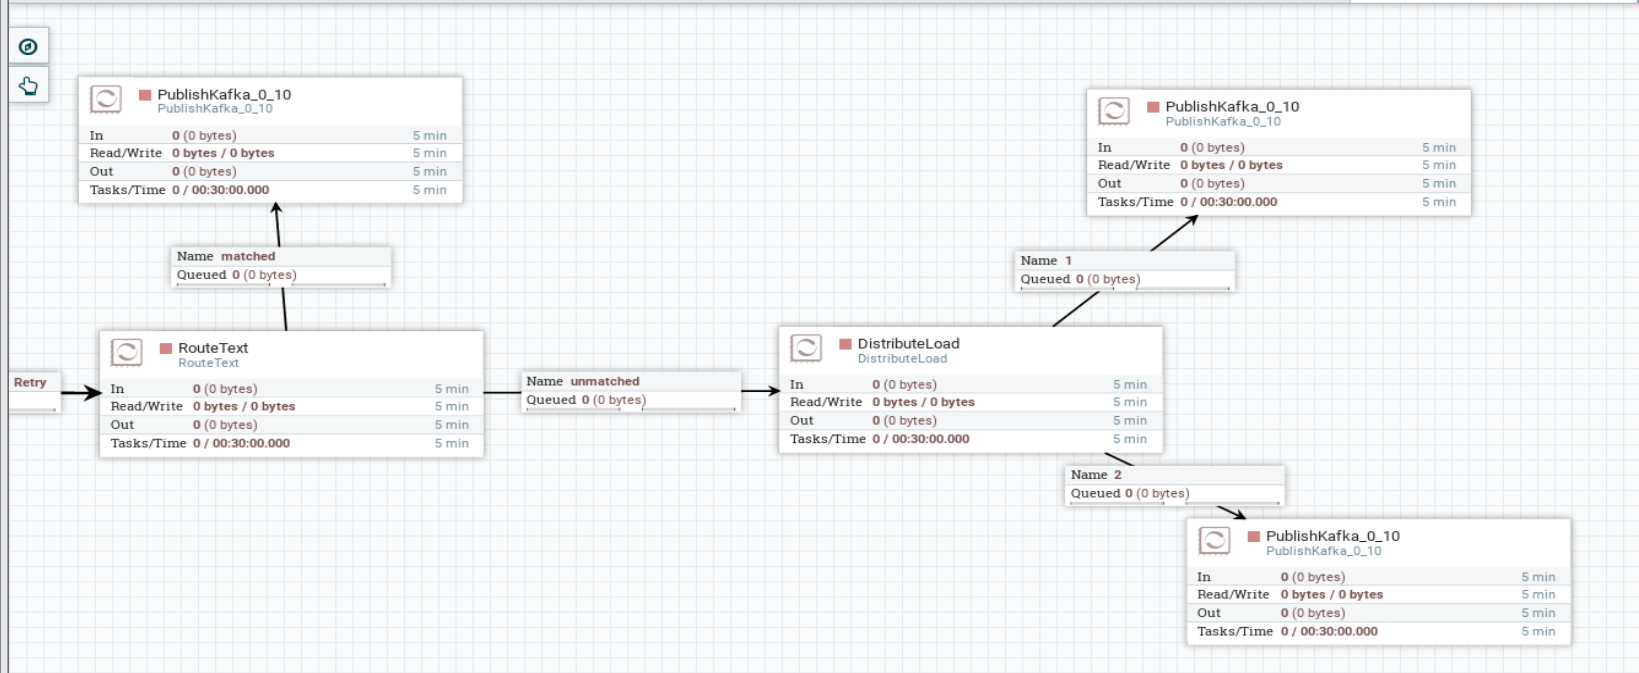 PublishKafka_0_10
PublishKafka_0_10
In 0 (0 bytes) 5 min
Read/Write 0 bytes / 0 bytes 5 min
Out 0 (0 bytes) 5 min
Tasks/Time 0 / 00:30:00.000 5 min
PublishKafka_0_10
PublishKafka_0_10
In 0 (0 bytes) 5 min
Read/Write 0 bytes / 0 bytes 5 min
Out 0 (0 bytes) 5 min
Tasks/Time 0 / 00:30:00.000 5 min
Name matched
Queued 0 (0 bytes)
Name 1
Queued 0 (0 bytes)
Retry
RouteText
RouteText
In 0 (0 bytes) 5 min
Read/Write 0 bytes / 0 bytes 5 min
Out 0 (0 bytes) 5 min
Tasks/Time 0 / 00:30:00.000 5 min
Name unmatched
Queued 0 (0 bytes)
DistributeLoad
DistributeLoad
In 0 (0 bytes) 5 min
Read/Write 0 bytes / 0 bytes 5 min
Out 0 (0 bytes) 5 min
Tasks/Time 0 / 00:30:00.000 5 min
Name 2
Queued 0 (0 bytes)
PublishKafka_0_10
PublishKafka_0_10
In 0 (0 bytes) 5 min
Read/Write 0 bytes / 0 bytes 5 min
Out 0 (0 bytes) 5 min
Tasks/Time 0 / 00:30:00.000 5 min